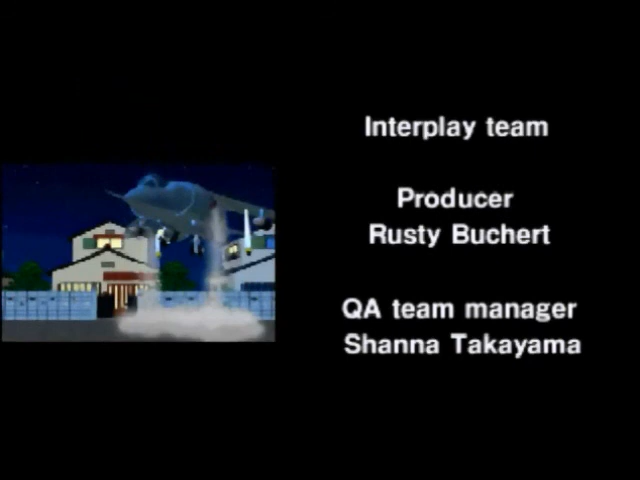 Interplay team
Producer
Rusty Buchert
QA team manager
Shanna Takayama